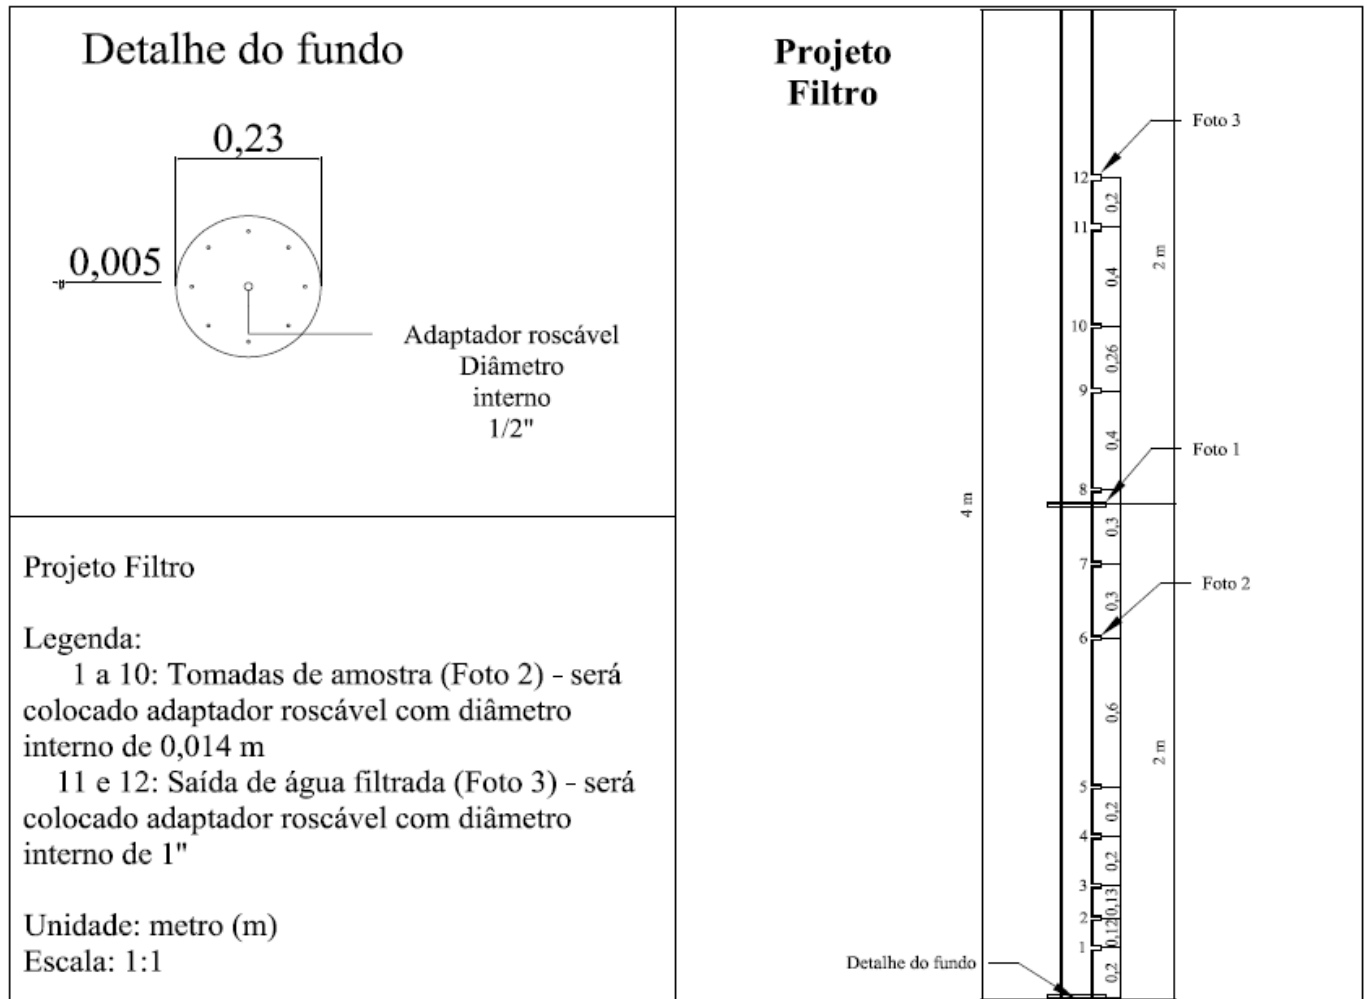 Detalhe do fundo
0,23
0,005
Adaptador roscável
Diâmetro
interno
1/2"
Projeto Filtro
Legenda:
1 a 10: Tomadas de amostra (Foto 2) - será
colocado adaptador roscável com diâmetro
interno de 0,014 m
11 e 12: Saída de água filtrada (Foto 3) - será
colocado adaptador roscável com diâmetro
interno de 1"
Unidade: metro (m)
Escala: 1:1
Projeto
Filtro
Foto 3
12
0,2
11
2 m
0,4
10
0,26
9
0,4
Foto 1
8
4 m
0,3
7
Foto 2
0,3
6
0,6
2 m
5
0,2
4
0,2
3
0,13
2
0,12
1
Detalhe do fundo
0,2